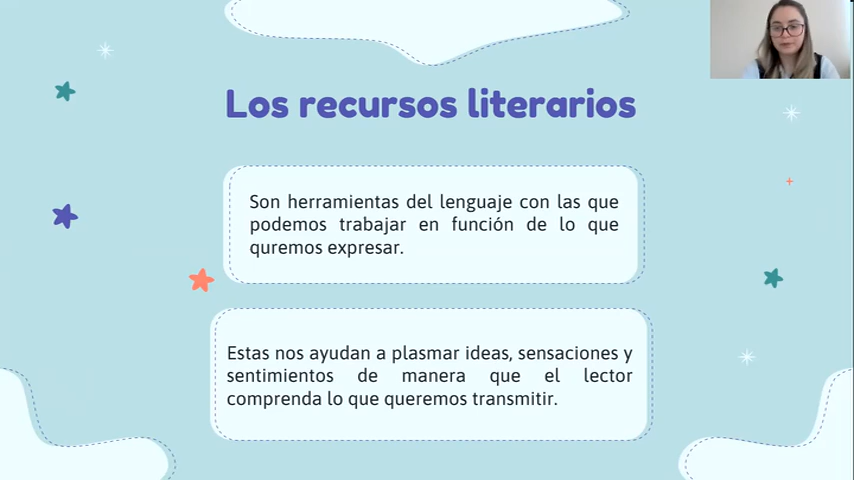 Los recursos literarios
Son herramientas del lenguaje con las que
podemos trabajar en función de lo que
quremos expresar.
Estas nos ayudan a plasmar ideas, sensaciones y
sentimientos de manera que el lector
comprenda lo que queremos transmitir.